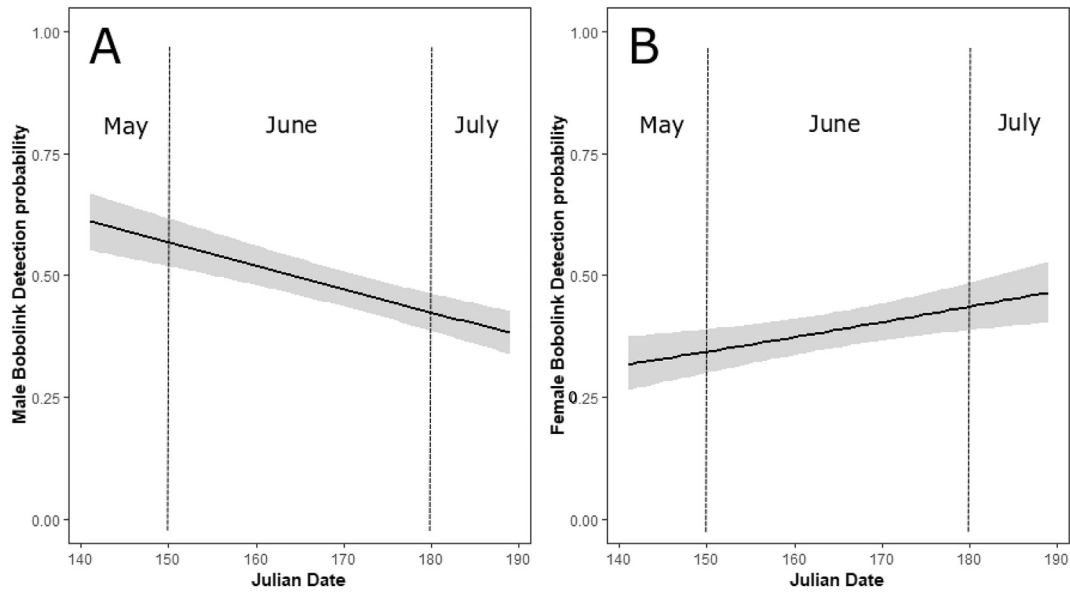 A
May
June
July
Male Bobolink Detection probability
1.00
0.75
0.50
0.25
0.00
140 150 160 170 180 190
Julian Date
B
May
June
July
Female Bobolink Detection probability
1.00
0.75
0.50
0.25
0.00
140 150 160 170 180 190
Julian Date